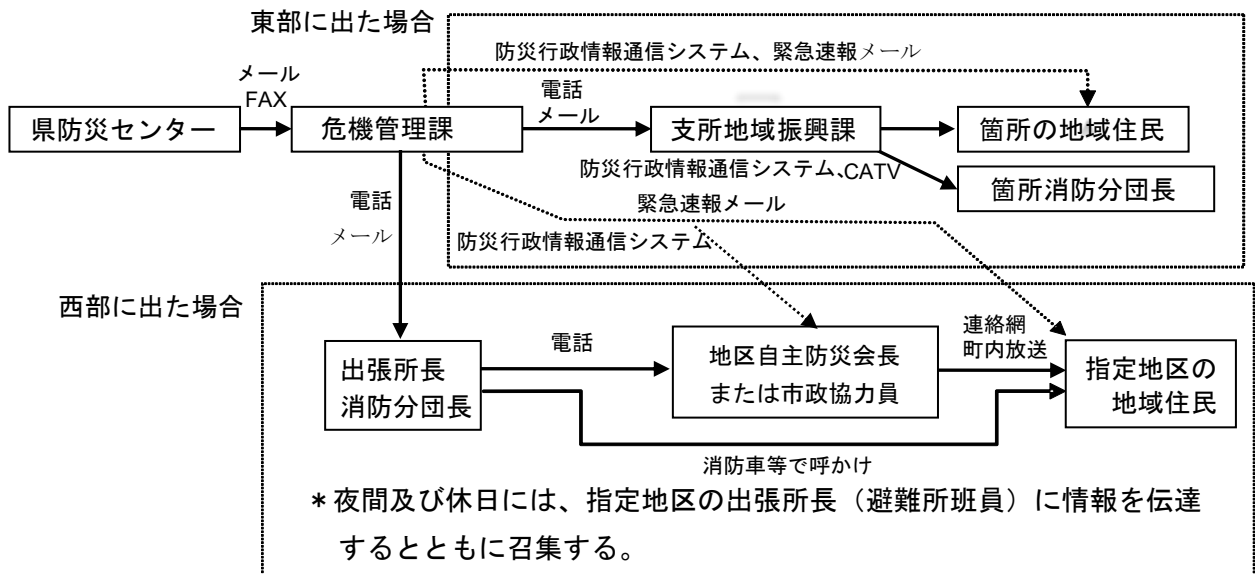 東部に出た場合
防災行政情報通信システム、緊急速報メール
メール
FAX
電話
メール
県防災センター
危機管理課
支所地域振興課
箇所の地域住民
防災行政情報通信システム、CATV
箇所消防分団長
電話
メール
緊急速報メール
防災行政情報通信システム
西部に出た場合
電話
連絡網
町内放送
出張所長
消防分団長
地区自主防災会長
または市政協力員
指定地区の
地域住民
消防車等で呼かけ
*夜間及び休日には、指定地区の出張所長（避難所班員）に情報を伝達
するとともに召集する。